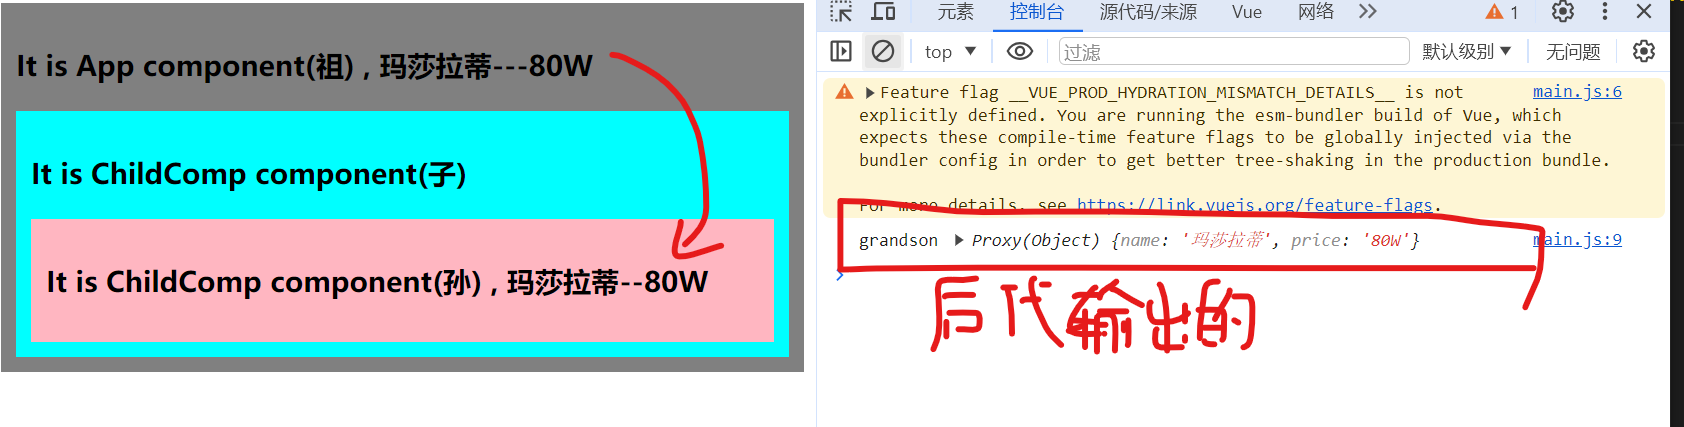 It is App component(祖) , 玛莎拉蒂---80W
It is ChildComp component(子)
It is ChildComp component(孙) , 玛莎拉蒂--80W
元素 控制台 源代码/来源 Vue 网络 1
top 过滤 默认级别 无问题
Feature flag __VUE_PROD_HYDRATION_MISMATCH_DETAILS__ is not main.js:6
explicitly defined. You are running the esm-bundler build of Vue, which
expects these compile-time feature flags to be globally injected via the
bundler config in order to get better tree-shaking in the production bundle.
For more details, see https://link.vuejs.org/feature-flags.
grandson Proxy(Object) {name: '玛莎拉蒂', price: '80W'} main.js:9
后代输出的